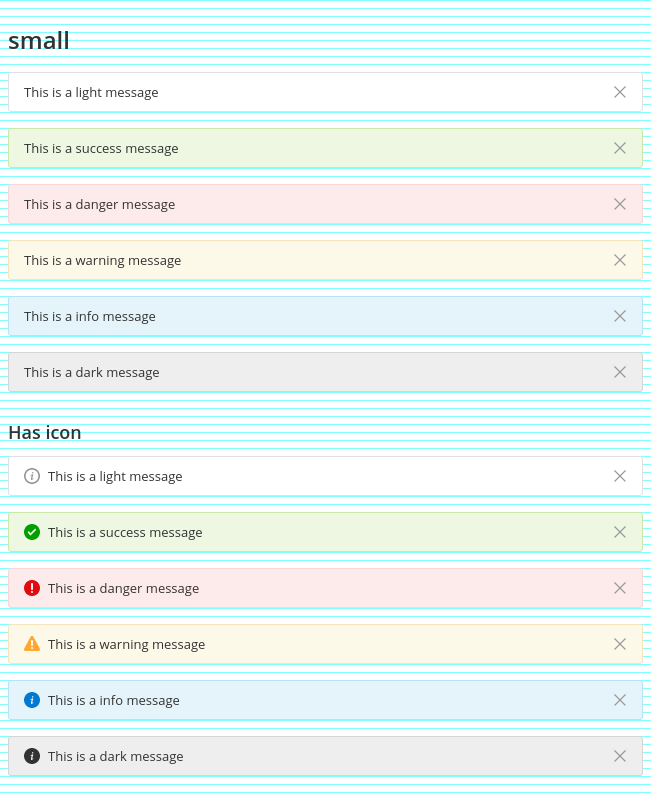 small
This is a light message
This is a success message
This is a danger message
This is a warning message
This is a info message
This is a dark message
Has icon
This is a light message
This is a success message
This is a danger message
This is a warning message
This is a info message
This is a dark message